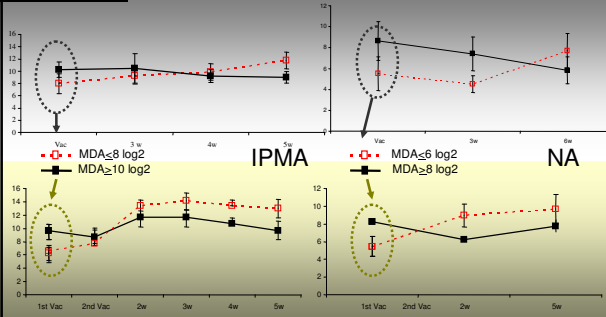 16
14
12
10
8
6
4
2
0
Vac
3 w
4w
5w
12
10
8
6
4
2
0
Vac
3w
6w
MDA≤8 log2
MDA≥10 log2
IPMA
MDA≤6 log2
MDA≥8 log2
NA
16
14
12
10
8
6
4
2
0
1st Vac
2nd Vac
2w
3w
4w
5w
12
10
8
6
4
2
0
1st Vac
2nd Vac
2w
5w